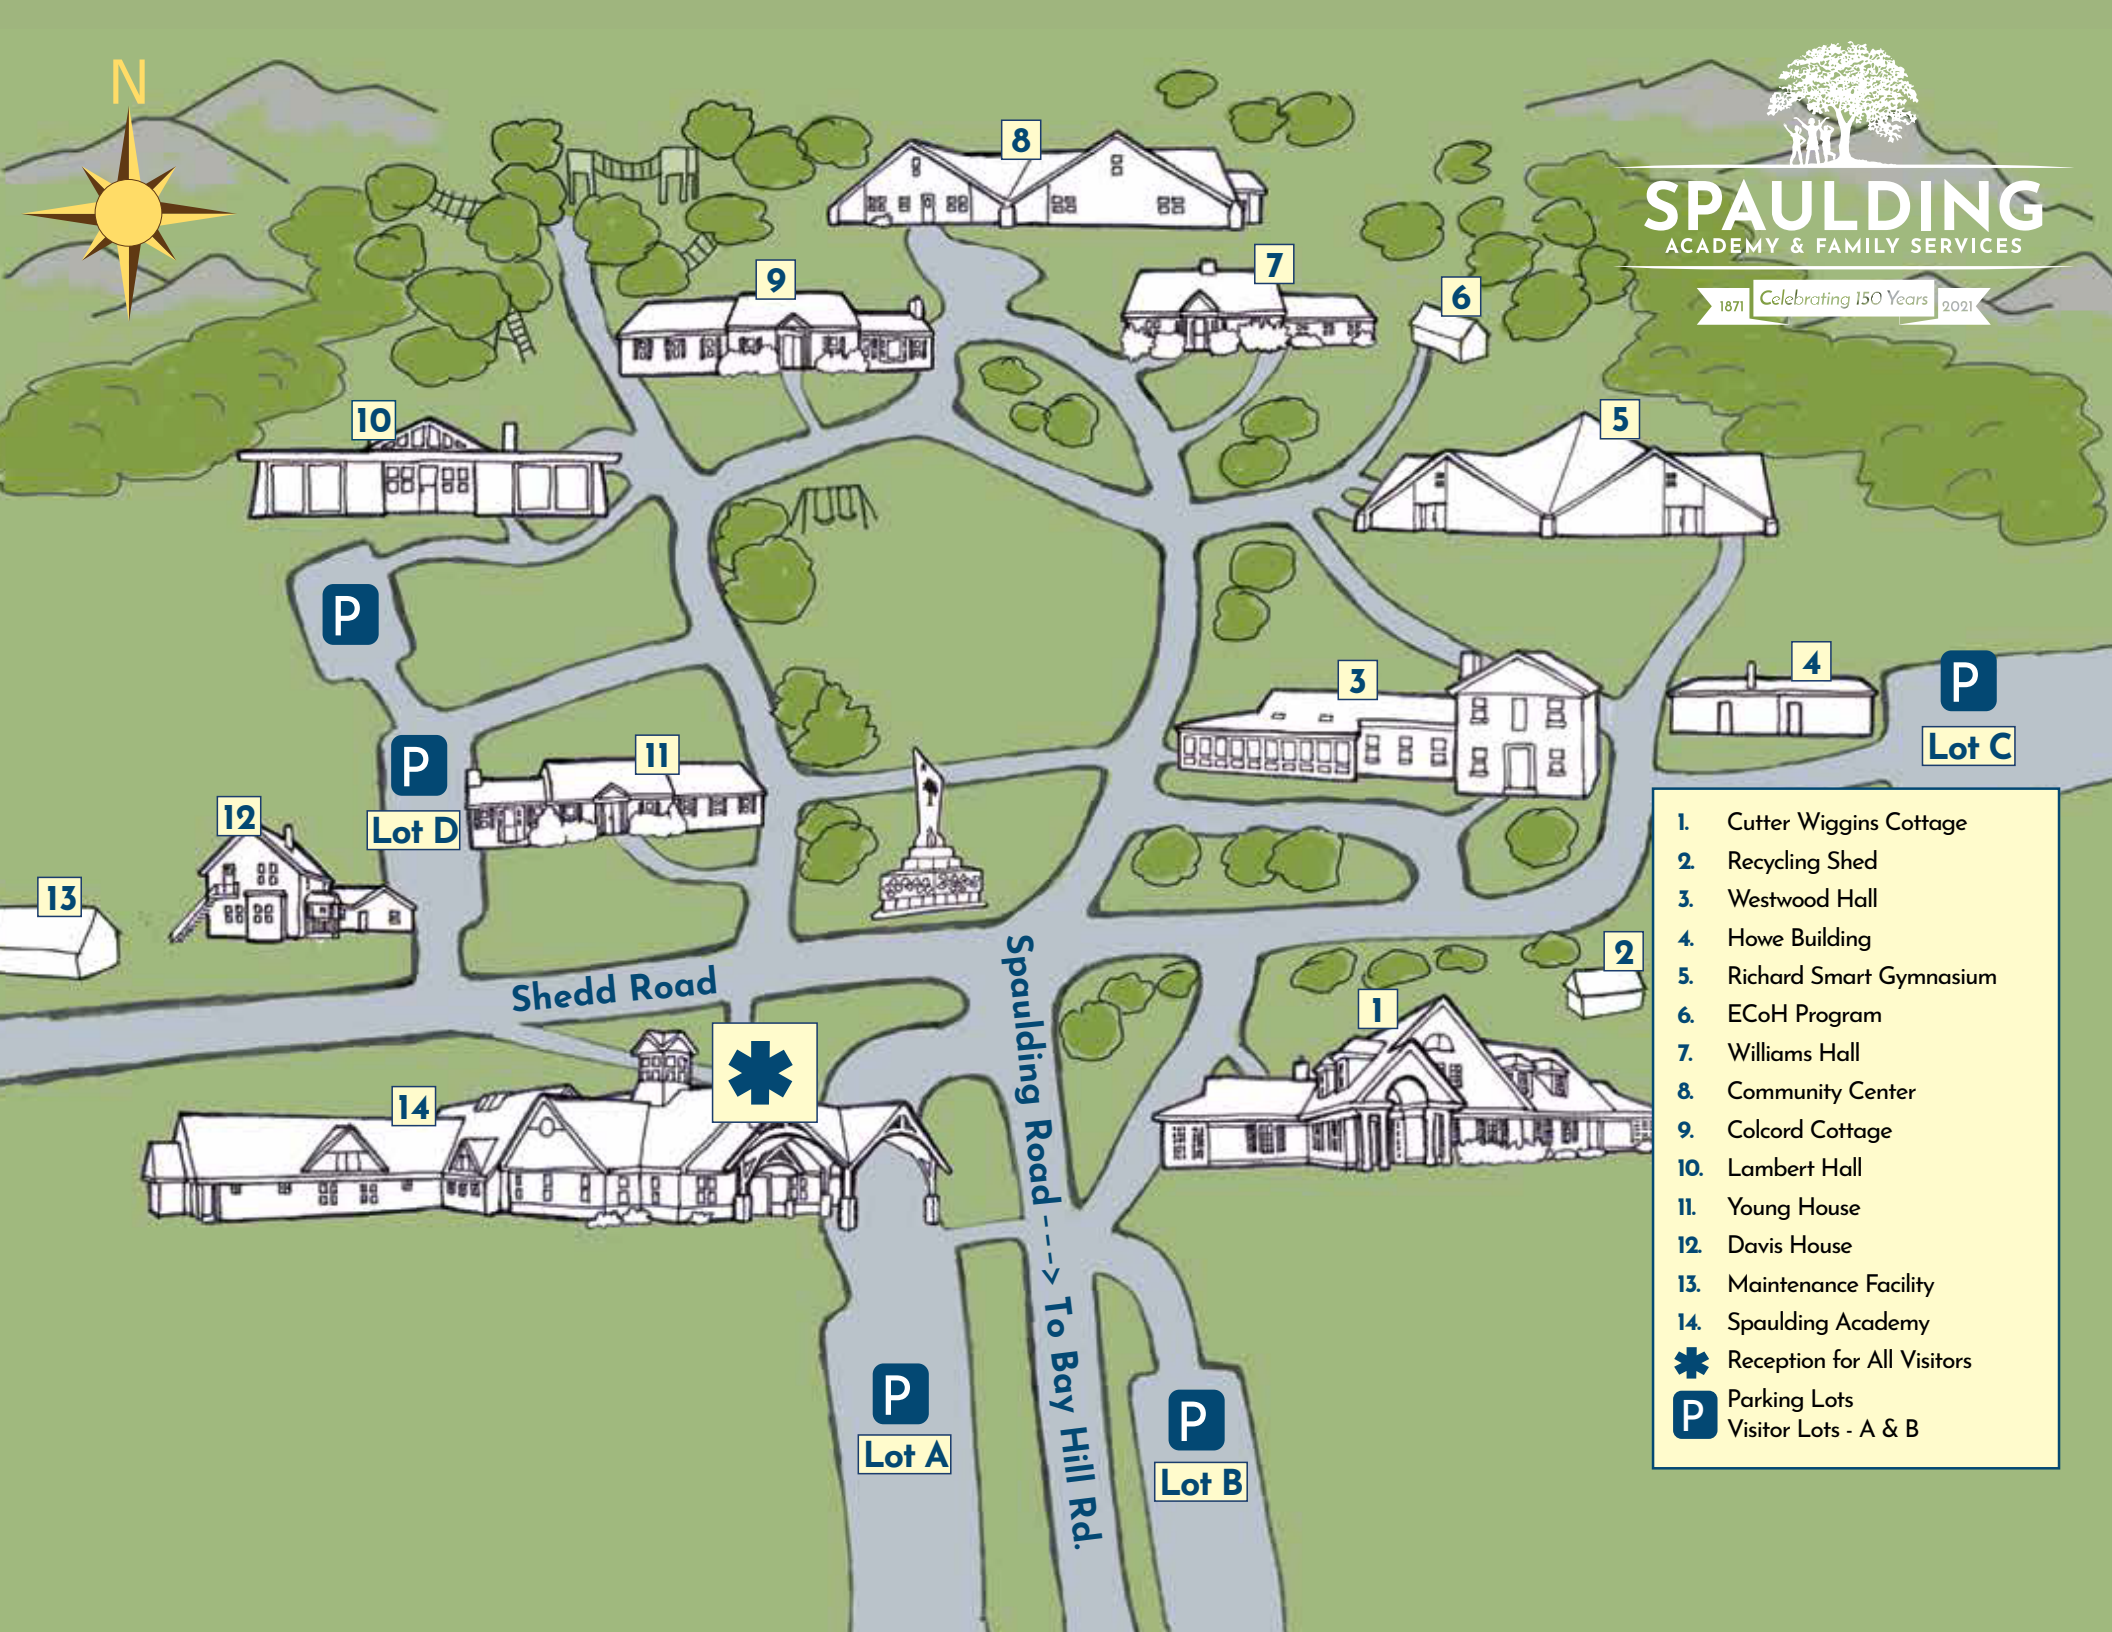 N
SPAULDING
ACADEMY & FAMILY SERVICES
1871 Celebrating 150 Years 2021
8
7
9
6
10
5
P
3
4
P
Lot C
11
P
Lot D
12
13
2
1
14
Shedd Road
Spaulding Road ----> To Bay Hill Rd.
P
Lot A
P
Lot B
1. Cutter Wiggins Cottage
2. Recycling Shed
3. Westwood Hall
4. Howe Building
5. Richard Smart Gymnasium
6. ECoH Program
7. Williams Hall
8. Community Center
9. Colcord Cottage
10. Lambert Hall
11. Young House
12. Davis House
13. Maintenance Facility
14. Spaulding Academy
Reception for All Visitors
P Parking Lots
Visitor Lots - A & B